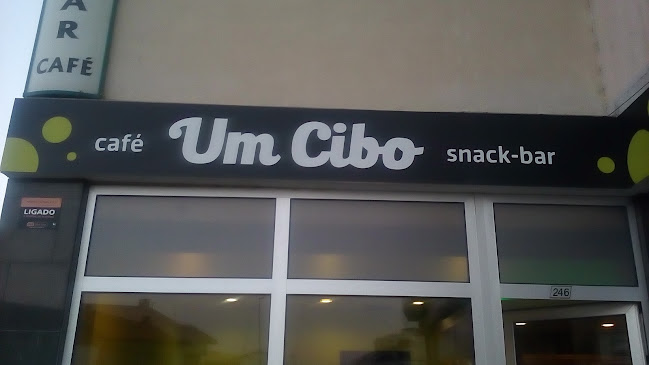 AR
CAFÉ
café Um Cibo snack-bar
LIGADO
246